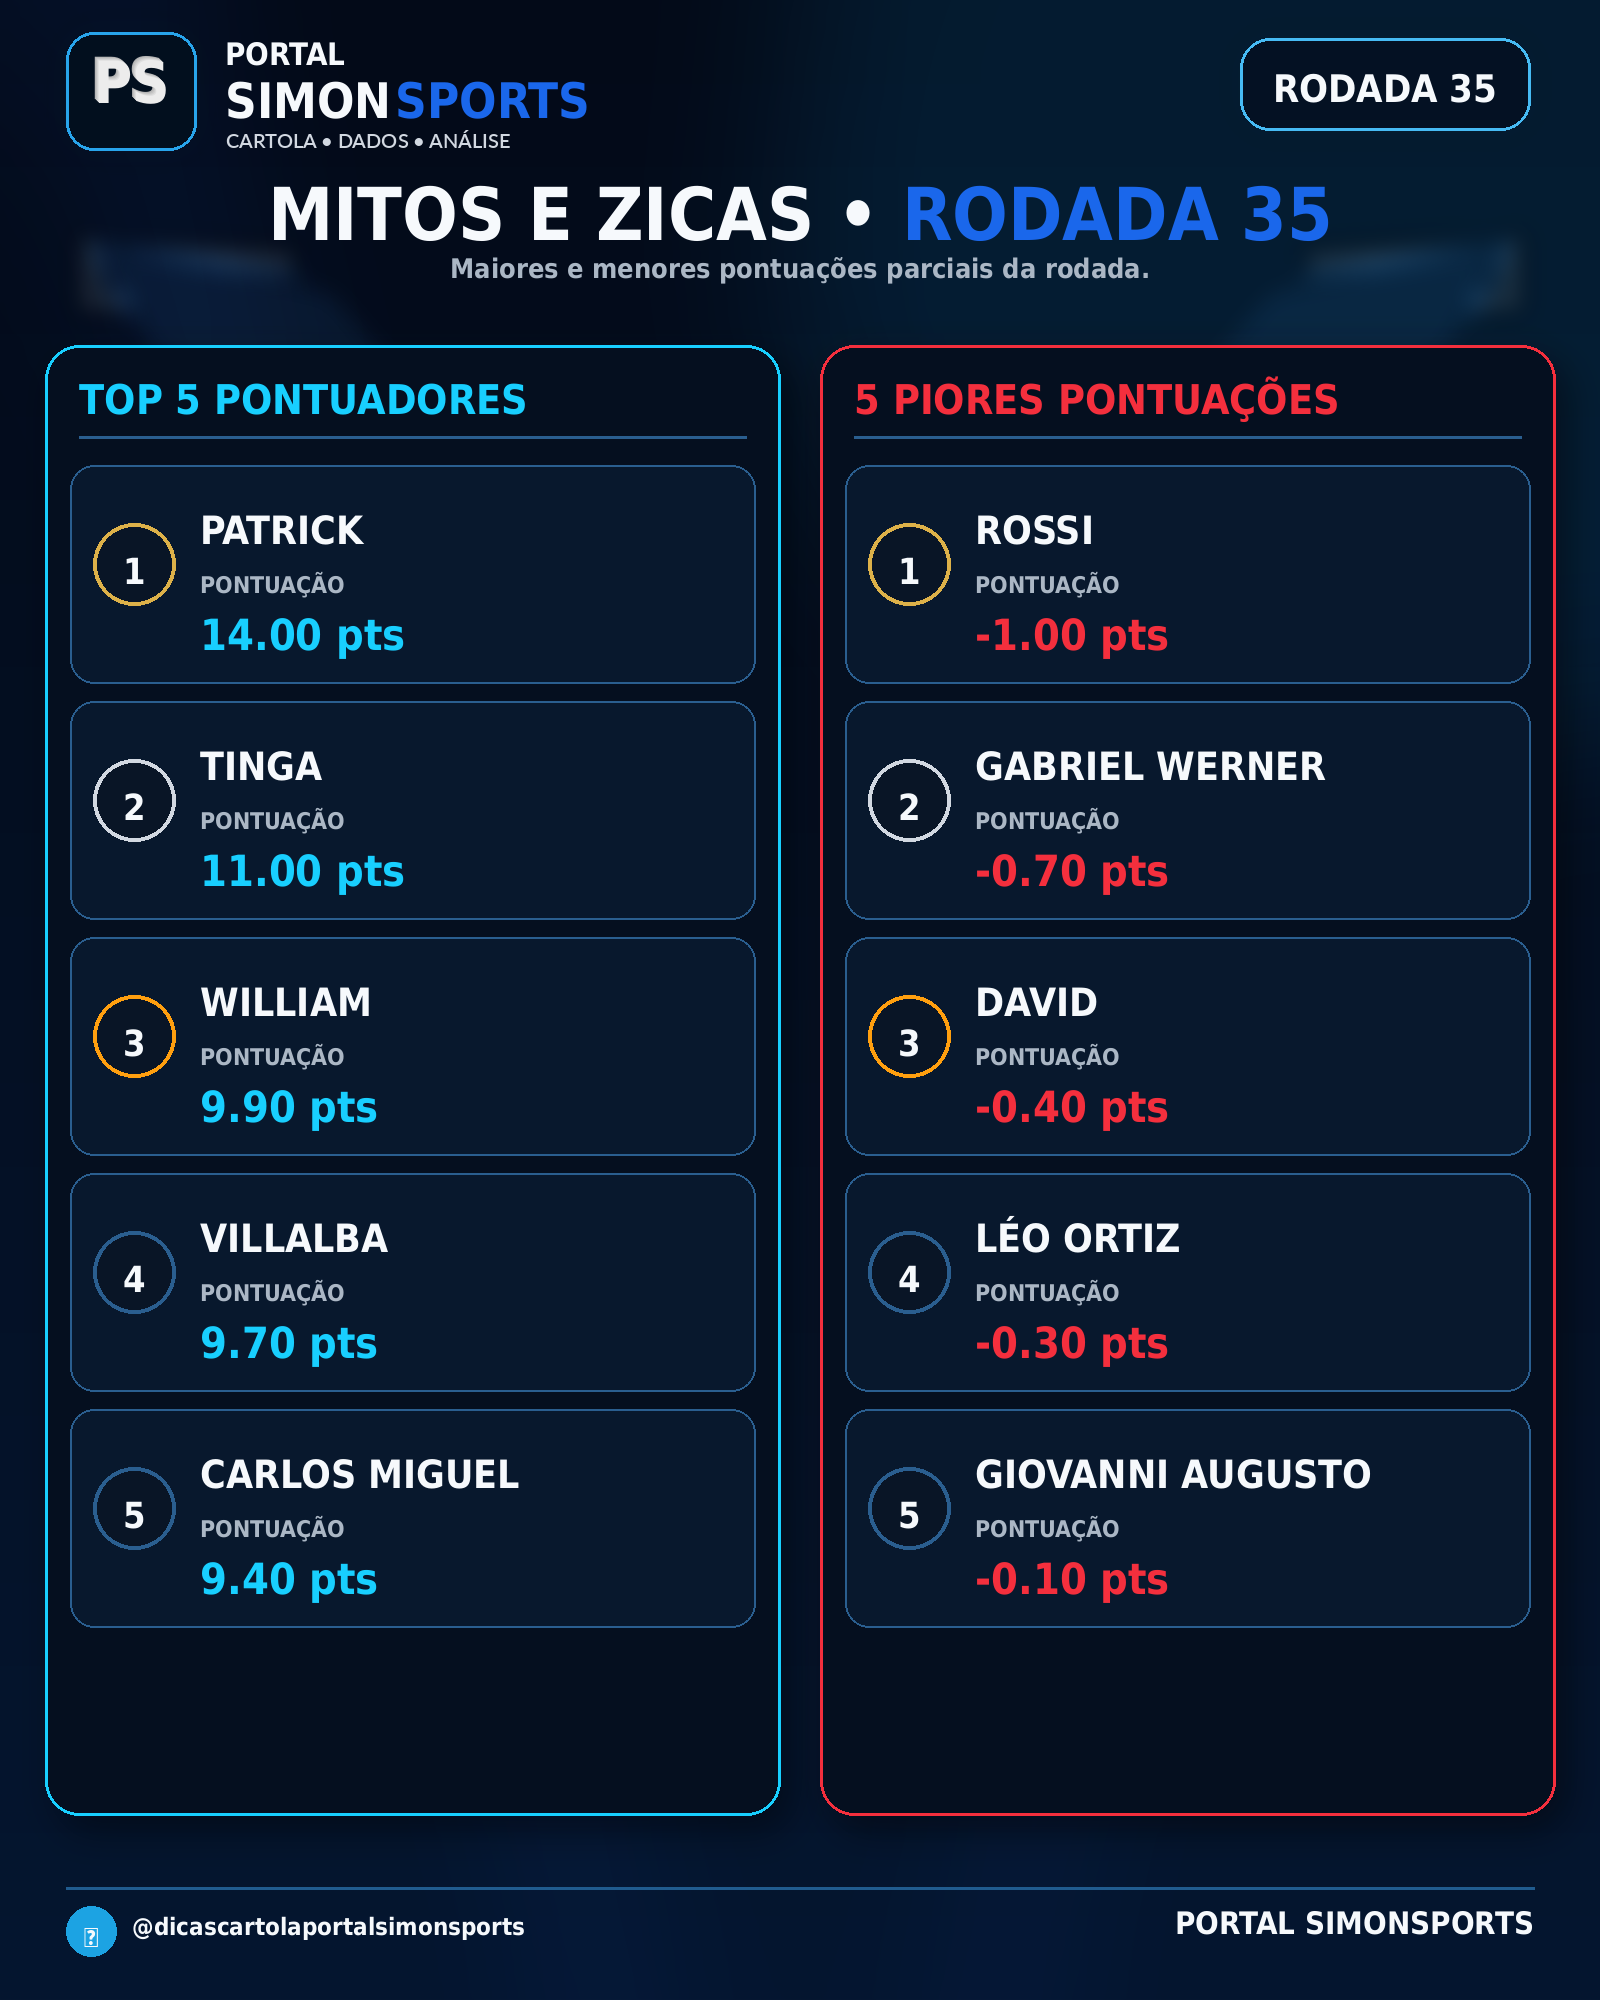 PS
PORTAL
SIMONSPORTS
CARTOLA • DADOS • ANÁLISE
RODADA 35
MITOS E ZICAS • RODADA 35
Maiores e menores pontuações parciais da rodada.
TOP 5 PONTUADORES
1
PATRICK
PONTUAÇÃO
14.00 pts
2
TINGA
PONTUAÇÃO
11.00 pts
3
WILLIAM
PONTUAÇÃO
9.90 pts
4
VILLALBA
PONTUAÇÃO
9.70 pts
5
CARLOS MIGUEL
PONTUAÇÃO
9.40 pts
5 PIORES PONTUAÇÕES
1
ROSSI
PONTUAÇÃO
-1.00 pts
2
GABRIEL WERNER
PONTUAÇÃO
-0.70 pts
3
DAVID
PONTUAÇÃO
-0.40 pts
4
LÉO ORTIZ
PONTUAÇÃO
-0.30 pts
5
GIOVANNI AUGUSTO
PONTUAÇÃO
-0.10 pts
@dicascartolaportalsimonsports
PORTAL SIMONSPORTS